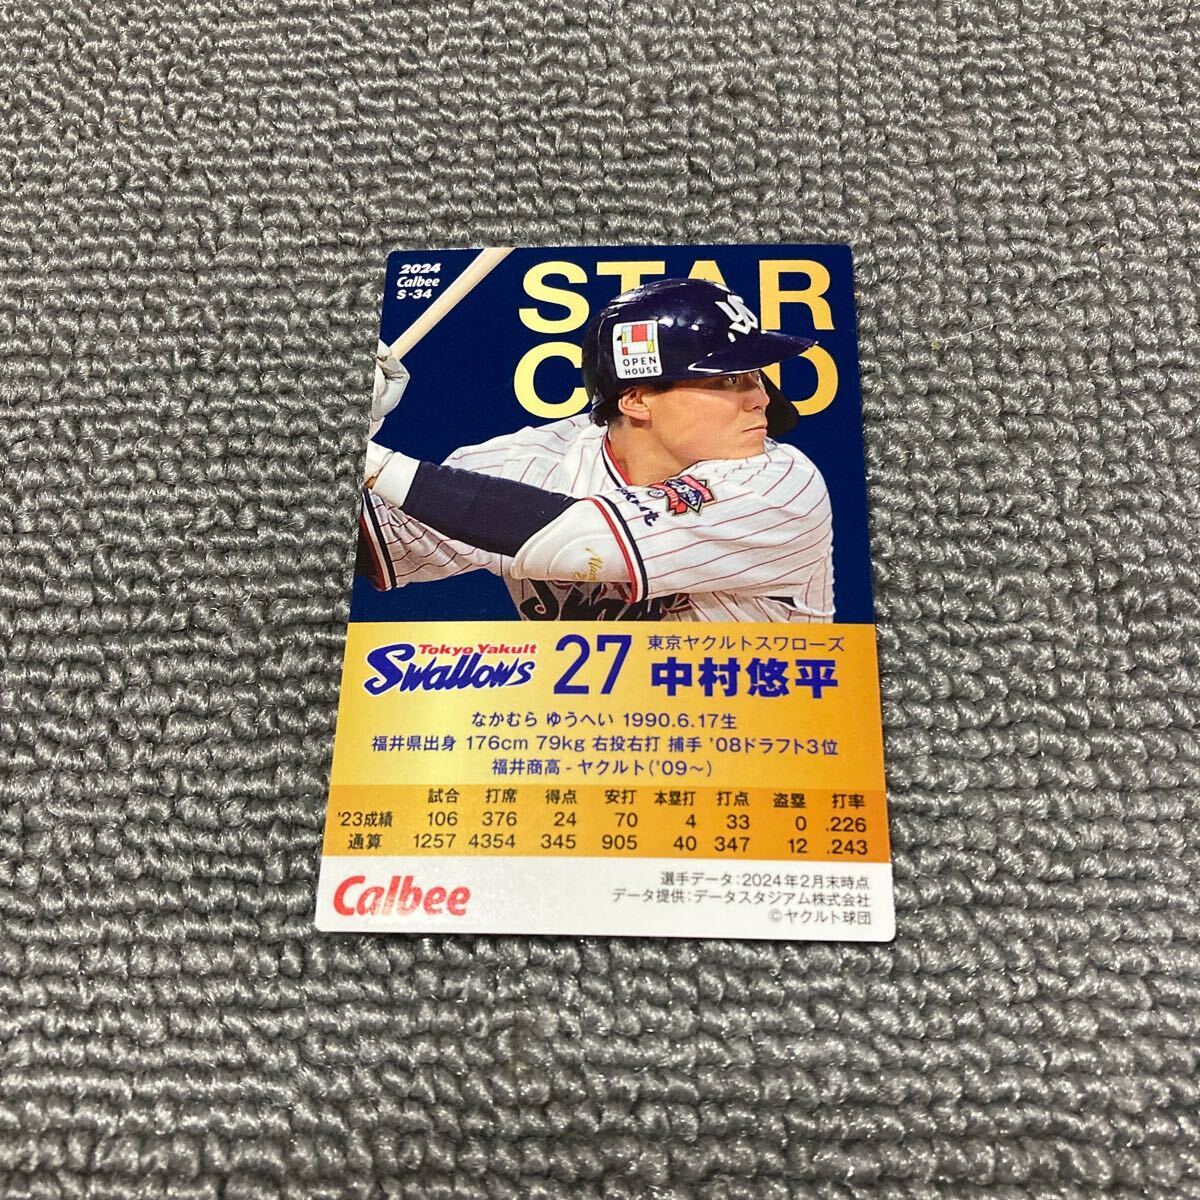 2024
Calbee
S-34
STAR
C D
OPEN
HOUSE
Tokyo Yakult
Swallows
27
東京ヤクルトスワローズ
中村悠平
なかむら ゆうへい 1990.6.17生
福井県出身 176cm 79kg 右投右打 捕手 '08ドラフト3位
福井商高-ヤクルト('09〜)
試合 打席 得点 安打 本塁打 打点 盗塁 打率
'23成績 106 376 24 70 4 33 0 .226
通算 1257 4354 345 905 40 347 12 .243
Calbee
選手データ:2024年2月末時点
データ提供:データスタジアム株式会社
©ヤクルト球団